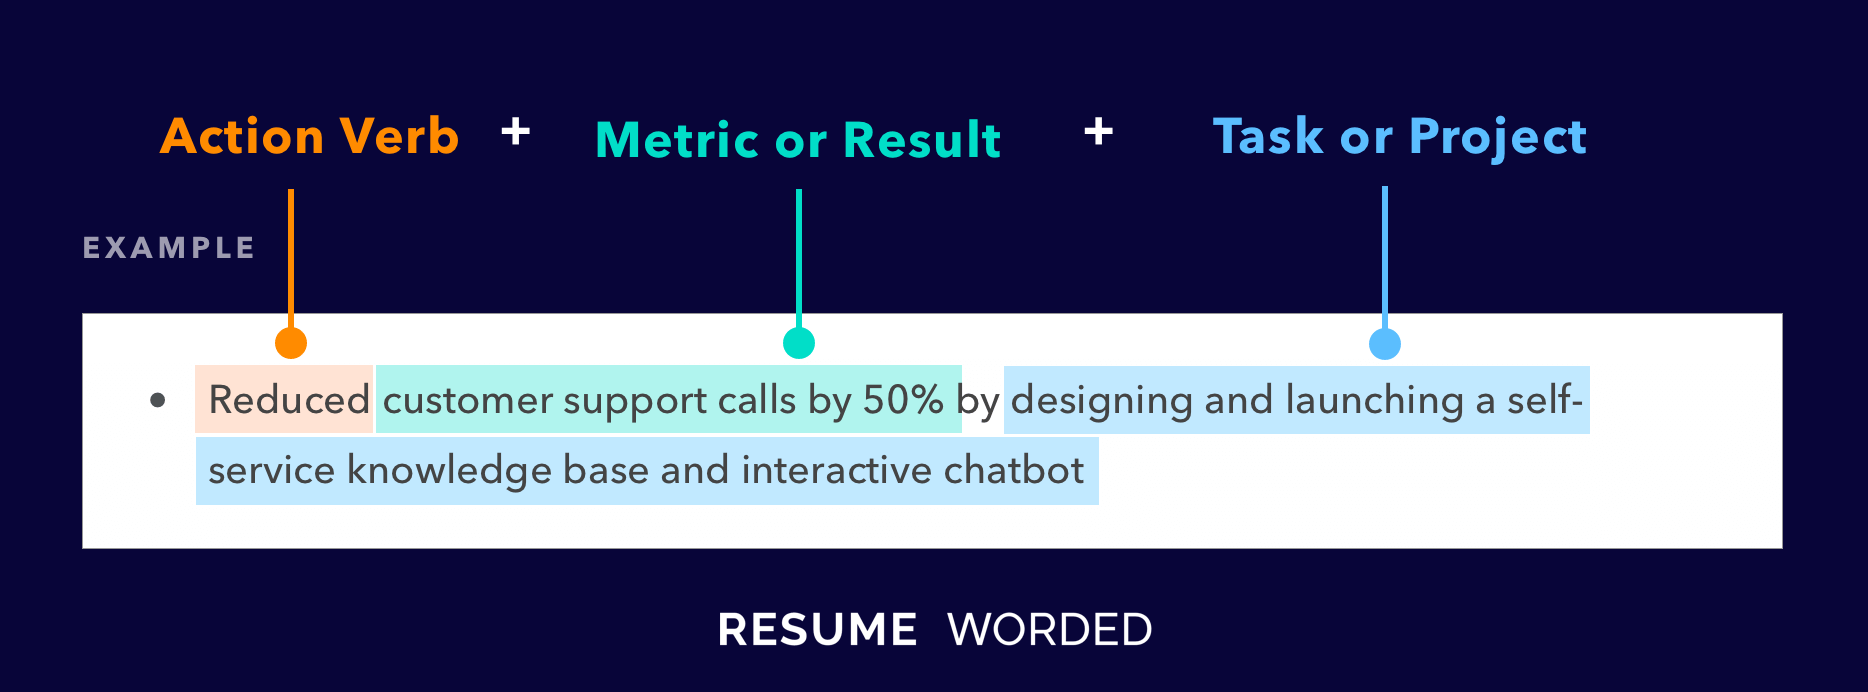 Action Verb + Metric or Result + Task or Project
EXAMPLE
• Reduced customer support calls by 50% by designing and launching a self-
service knowledge base and interactive chatbot
RESUME WORDED